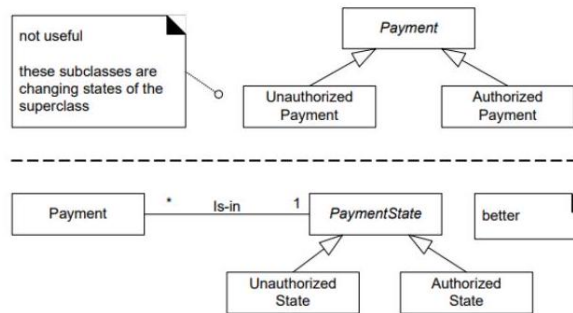 not useful
these subclasses are
changing states of the
superclass
Payment
Unauthorized
Payment
Authorized
Payment
Payment
*
Is-in
1
PaymentState
better
Unauthorized
State
Authorized
State